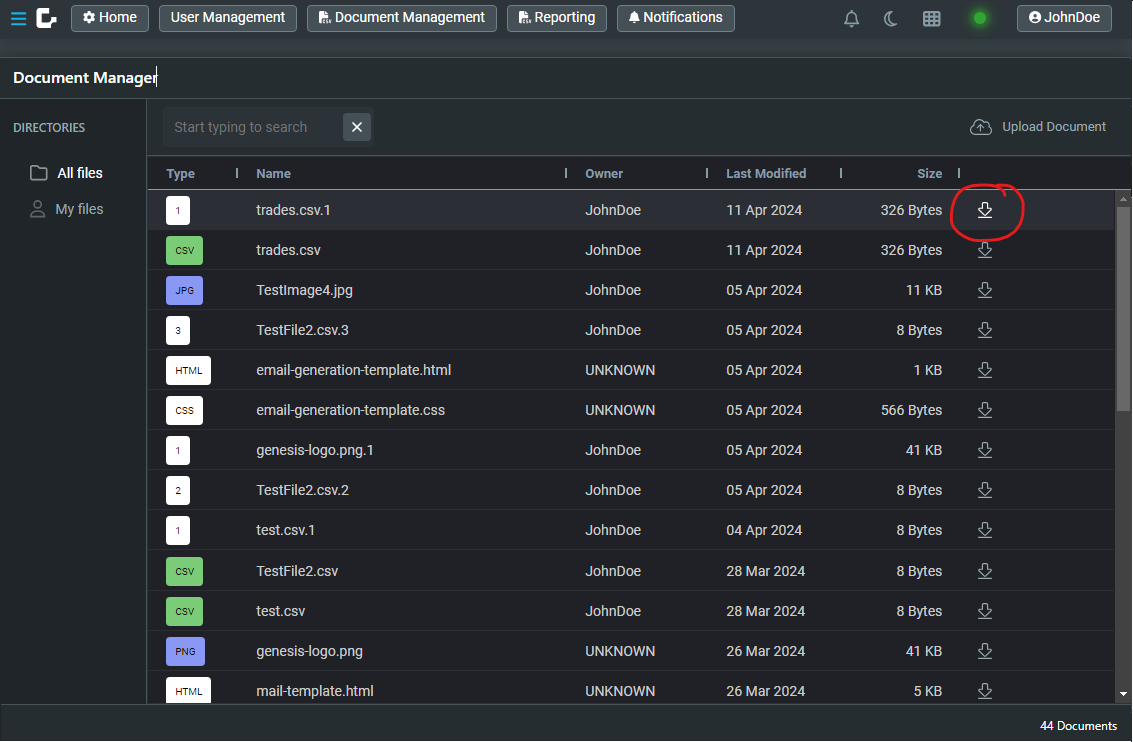 Home User Management Document Management Reporting Notifications JohnDoe
Document Manager
DIRECTORIES
All files
My files
Start typing to search
Upload Document
Type Name Owner Last Modified Size
1 trades.csv.1 JohnDoe 11 Apr 2024 326 Bytes
CSV trades.csv JohnDoe 11 Apr 2024 326 Bytes
JPG TestImage4.jpg JohnDoe 05 Apr 2024 11 KB
3 TestFile2.csv.3 JohnDoe 05 Apr 2024 8 Bytes
HTML email-generation-template.html UNKNOWN 05 Apr 2024 1 KB
CSS email-generation-template.css UNKNOWN 05 Apr 2024 566 Bytes
1 genesis-logo.png.1 JohnDoe 05 Apr 2024 41 KB
2 TestFile2.csv.2 JohnDoe 05 Apr 2024 8 Bytes
1 test.csv.1 JohnDoe 04 Apr 2024 8 Bytes
CSV TestFile2.csv JohnDoe 28 Mar 2024 8 Bytes
CSV test.csv JohnDoe 28 Mar 2024 8 Bytes
PNG genesis-logo.png UNKNOWN 26 Mar 2024 41 KB
HTML mail-template.html UNKNOWN 26 Mar 2024 5 KB
44 Documents